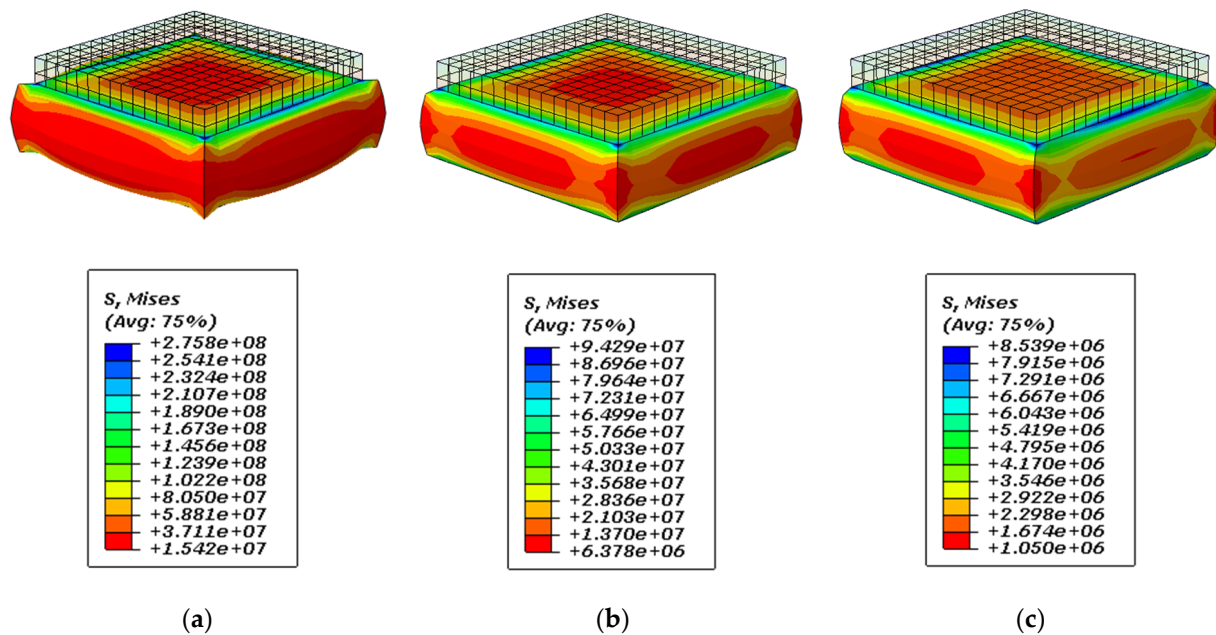 S, Mises
(Avg: 75%)
+2.758e+08
+2.541e+08
+2.324e+08
+2.107e+08
+1.890e+08
+1.673e+08
+1.456e+08
+1.239e+08
+1.022e+08
+8.050e+07
+5.881e+07
+3.711e+07
+1.542e+07
S, Mises
(Avg: 75%)
+9.429e+07
+8.696e+07
+7.964e+07
+7.231e+07
+6.499e+07
+5.766e+07
+5.033e+07
+4.301e+07
+3.568e+07
+2.836e+07
+2.103e+07
+1.370e+07
+6.378e+06
S, Mises
(Avg: 75%)
+8.539e+06
+7.915e+06
+7.291e+06
+6.667e+06
+6.043e+06
+5.419e+06
+4.795e+06
+4.170e+06
+3.546e+06
+2.922e+06
+2.298e+06
+1.674e+06
+1.050e+06
(a)
(b)
(c)